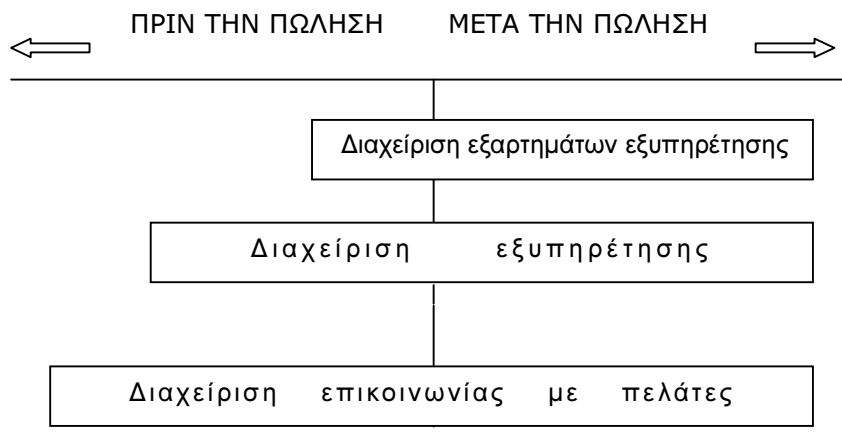 ΠΡΙΝ ΤΗΝ ΠΩΛΗΣΗ ΜΕΤΑ ΤΗΝ ΠΩΛΗΣΗ
Διαχείριση εξαρτημάτων εξυπηρέτησης
Διαχείριση εξυπηρέτησης
Διαχείριση επικοινωνίας με πελάτες